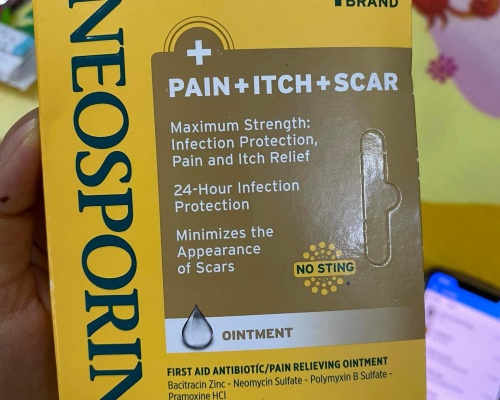 BRAND
NEOSPORIN
+
PAIN+ITCH+SCAR
Maximum Strength:
Infection Protection,
Pain and Itch Relief
24-Hour Infection
Protection
Minimizes the
Appearance
of Scars
NO STING
OINTMENT
FIRST AID ANTIBIOTIC/PAIN RELIEVING OINTMENT
Bacitracin Zinc - Neomycin Sulfate - Polymyxin B Sulfate -
Pramoxine HCl